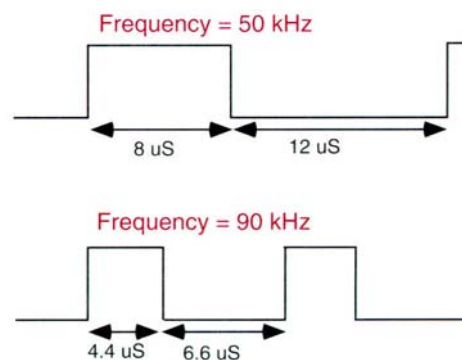 Frequency = 50 kHz
8 uS 12 uS
Frequency = 90 kHz
4.4 uS 6.6 uS